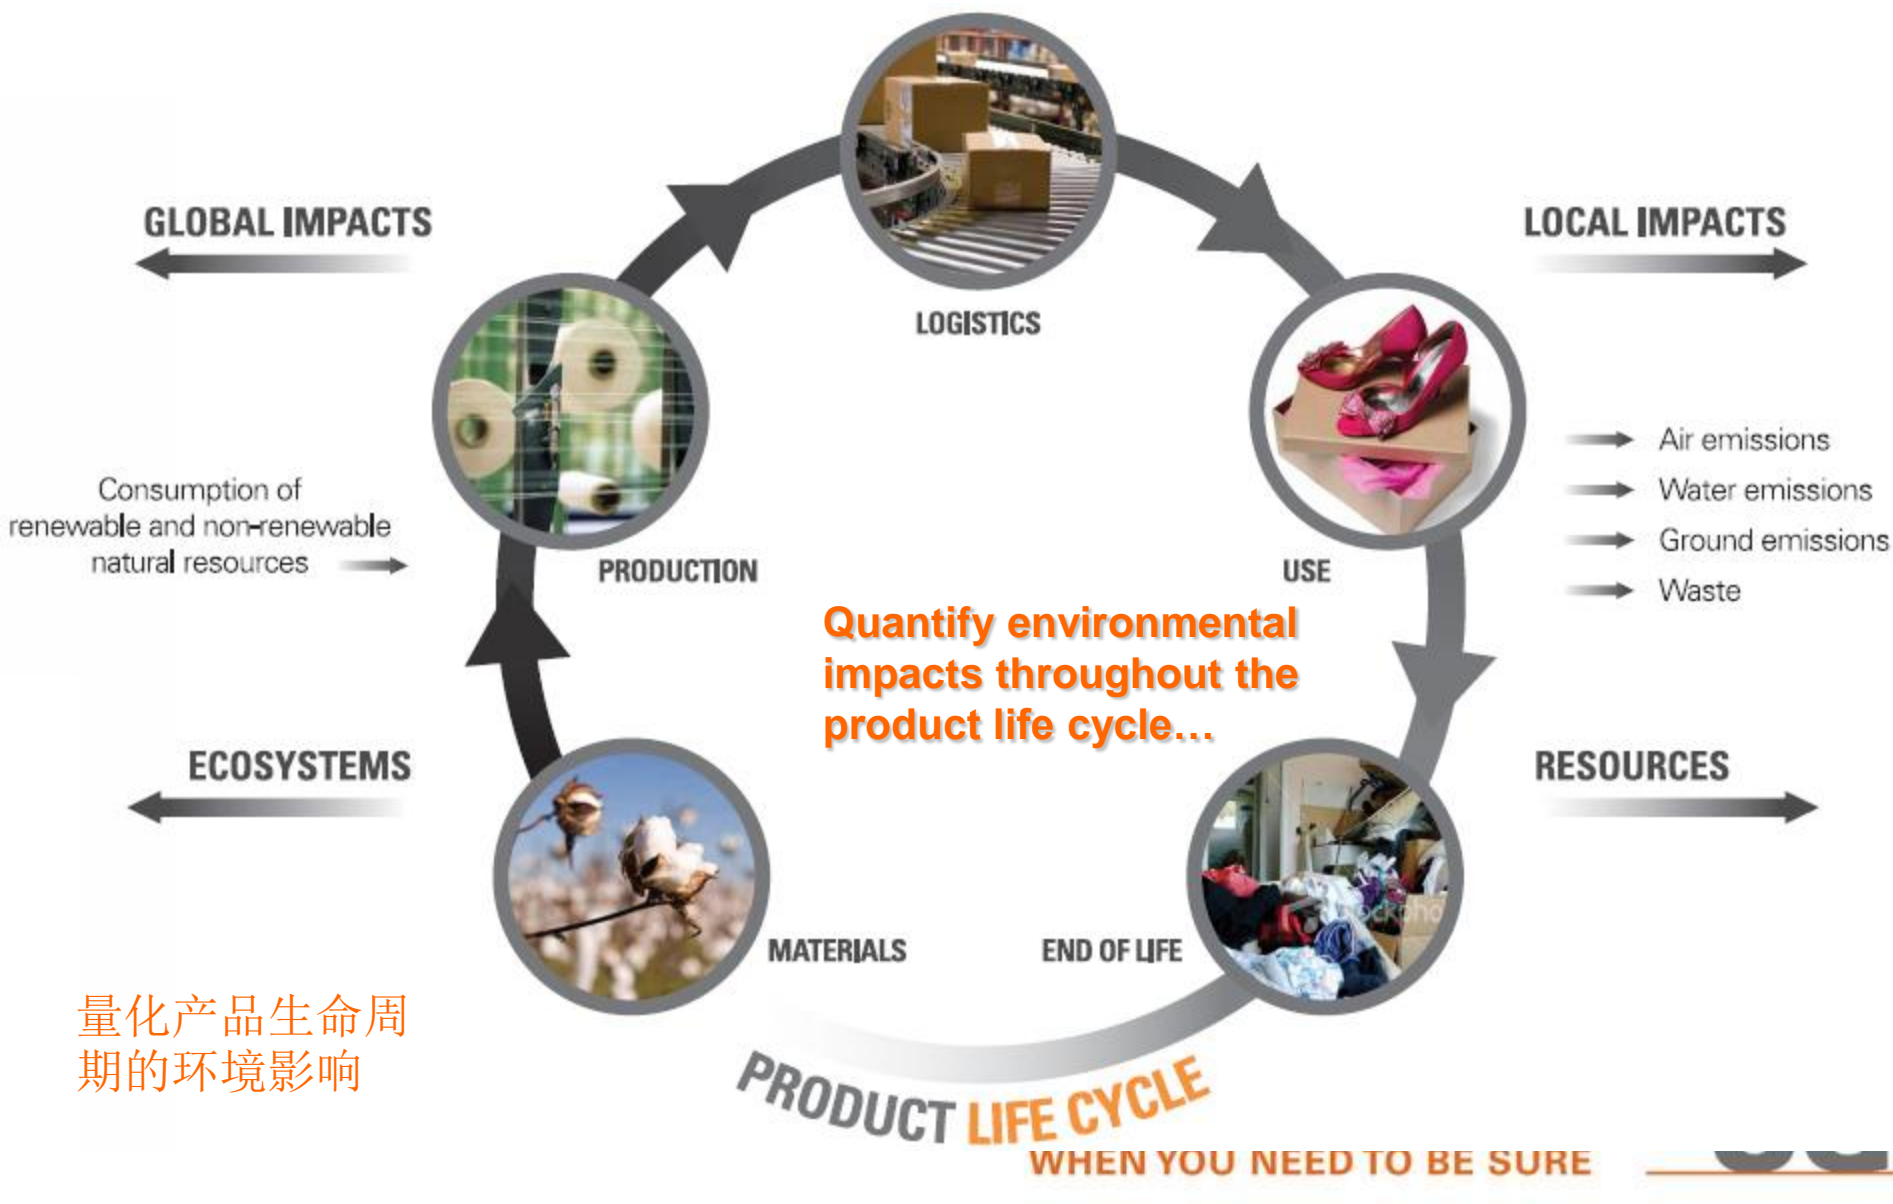 GLOBAL IMPACTS
LOCAL IMPACTS
LOGISTICS
Consumption of
renewable and non-renewable
natural resources
PRODUCTION
USE
Air emissions
Water emissions
Ground emissions
Waste
Quantify environmental
impacts throughout the
product life cycle…
ECOSYSTEMS
RESOURCES
MATERIALS
END OF LIFE
量化产品生命周
期的环境影响
PRODUCT LIFE CYCLE
WHEN YOU NEED TO BE SURE